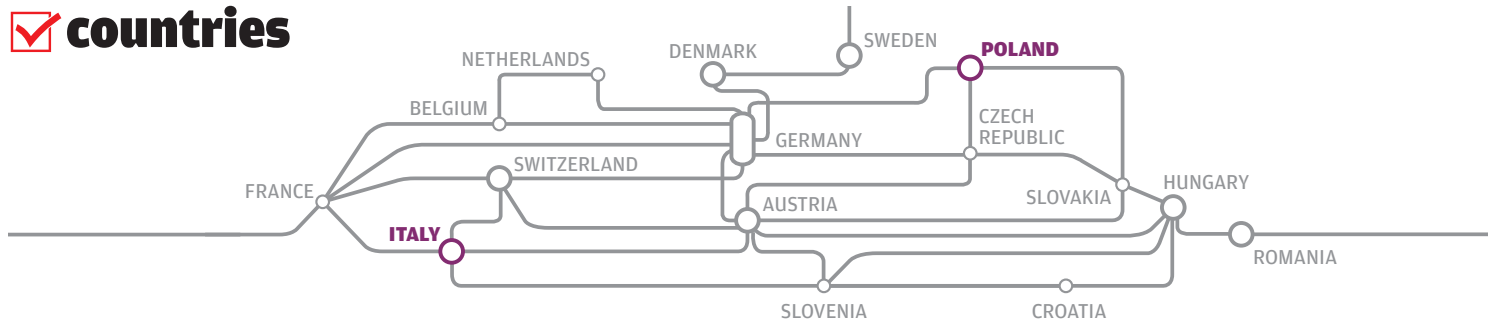 countries
NETHERLANDS
DENMARK
SWEDEN
POLAND
BELGIUM
CZECH
REPUBLIC
GERMANY
SWITZERLAND
FRANCE
AUSTRIA
SLOVAKIA
HUNGARY
ITALY
ROMANIA
SLOVENIA
CROATIA